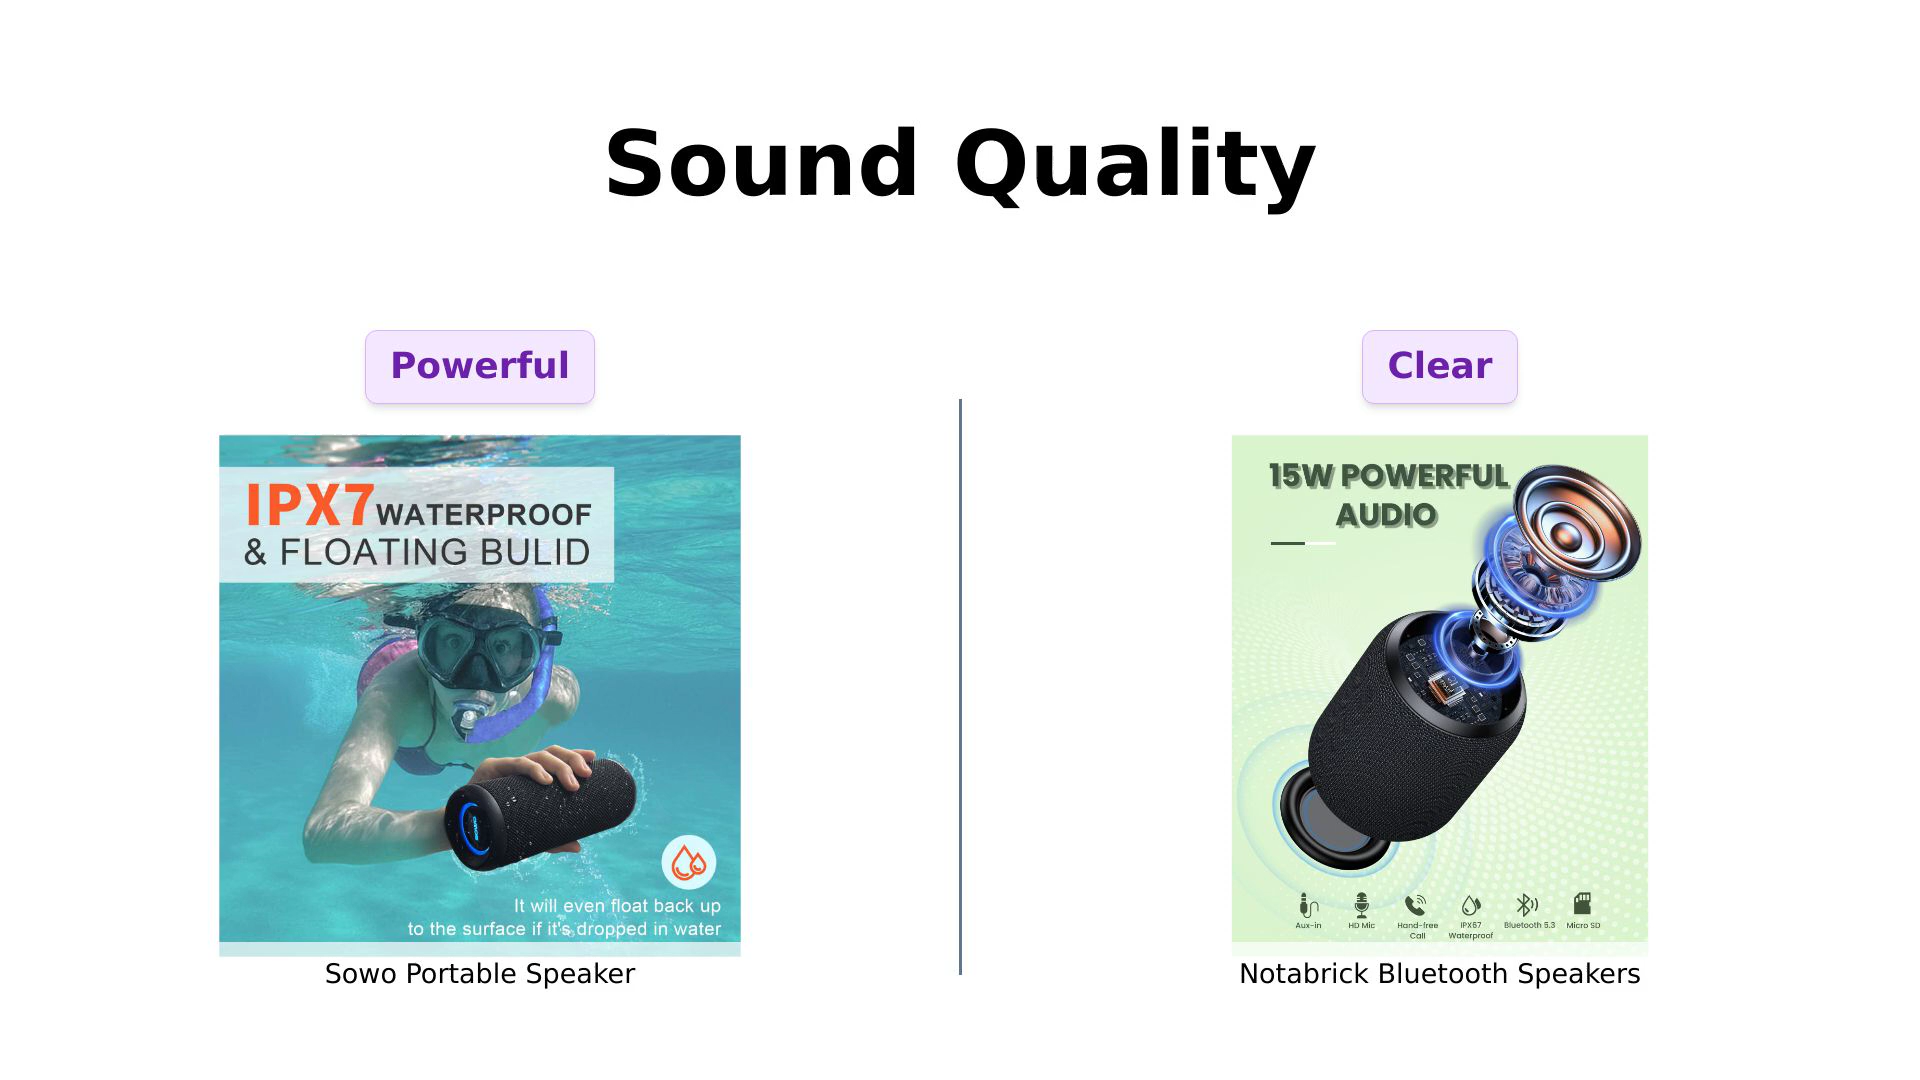 Sound Quality
Powerful
IPX7 WATERPROOF
& FLOATING BULID
It will even float back up
to the surface if it's dropped in water
Sowo Portable Speaker
Clear
15W POWERFUL
AUDIO
Aux-in
HD Mic
Hand-free
Call
IPX67
Waterproof
Bluetooth 5.3
Micro SD
Notabrick Bluetooth Speakers